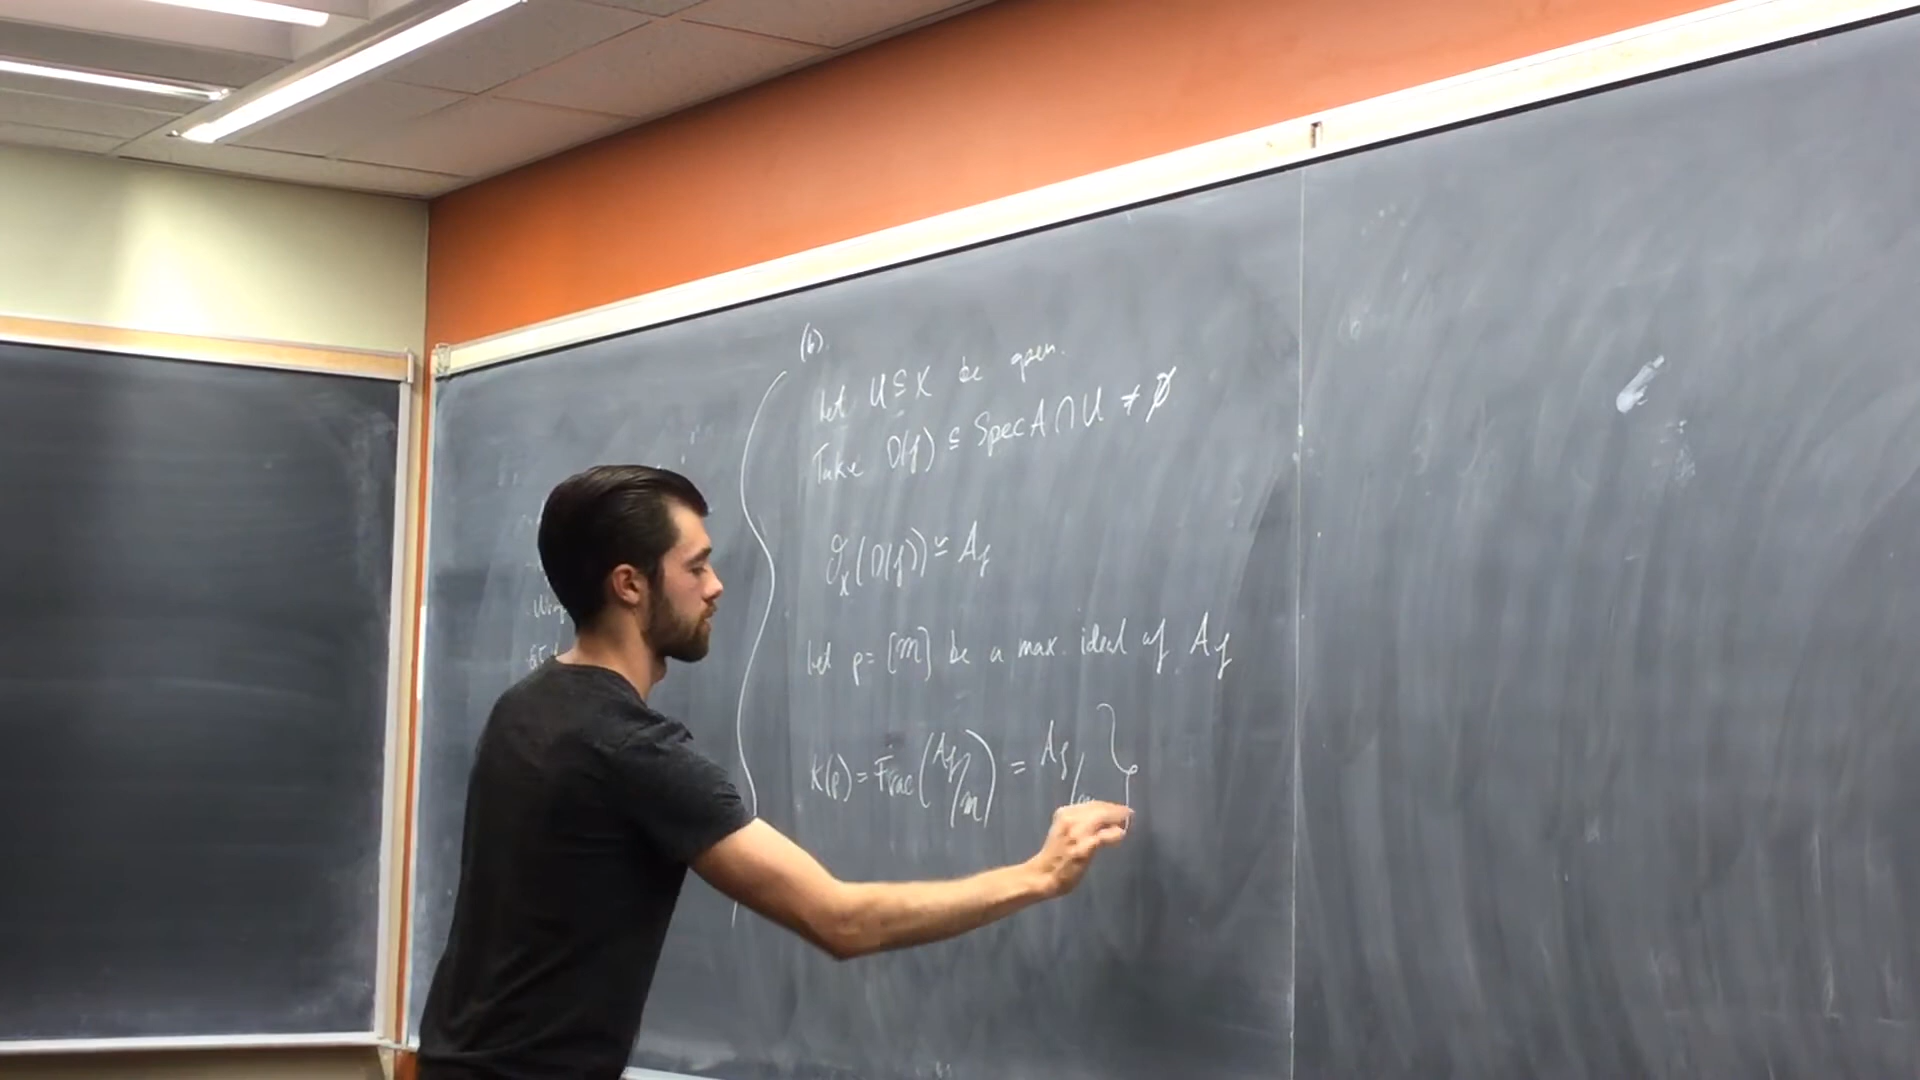 (b).
Let U ⊆ X be open.
Take D(f) ⊆ Spec A ∩ U ≠ ∅
𝒪_X(D(f)) ≅ A_f
Let p = [m] be a max. ideal of A_f
K(p) = Frac(A_f/m) = A_f/m